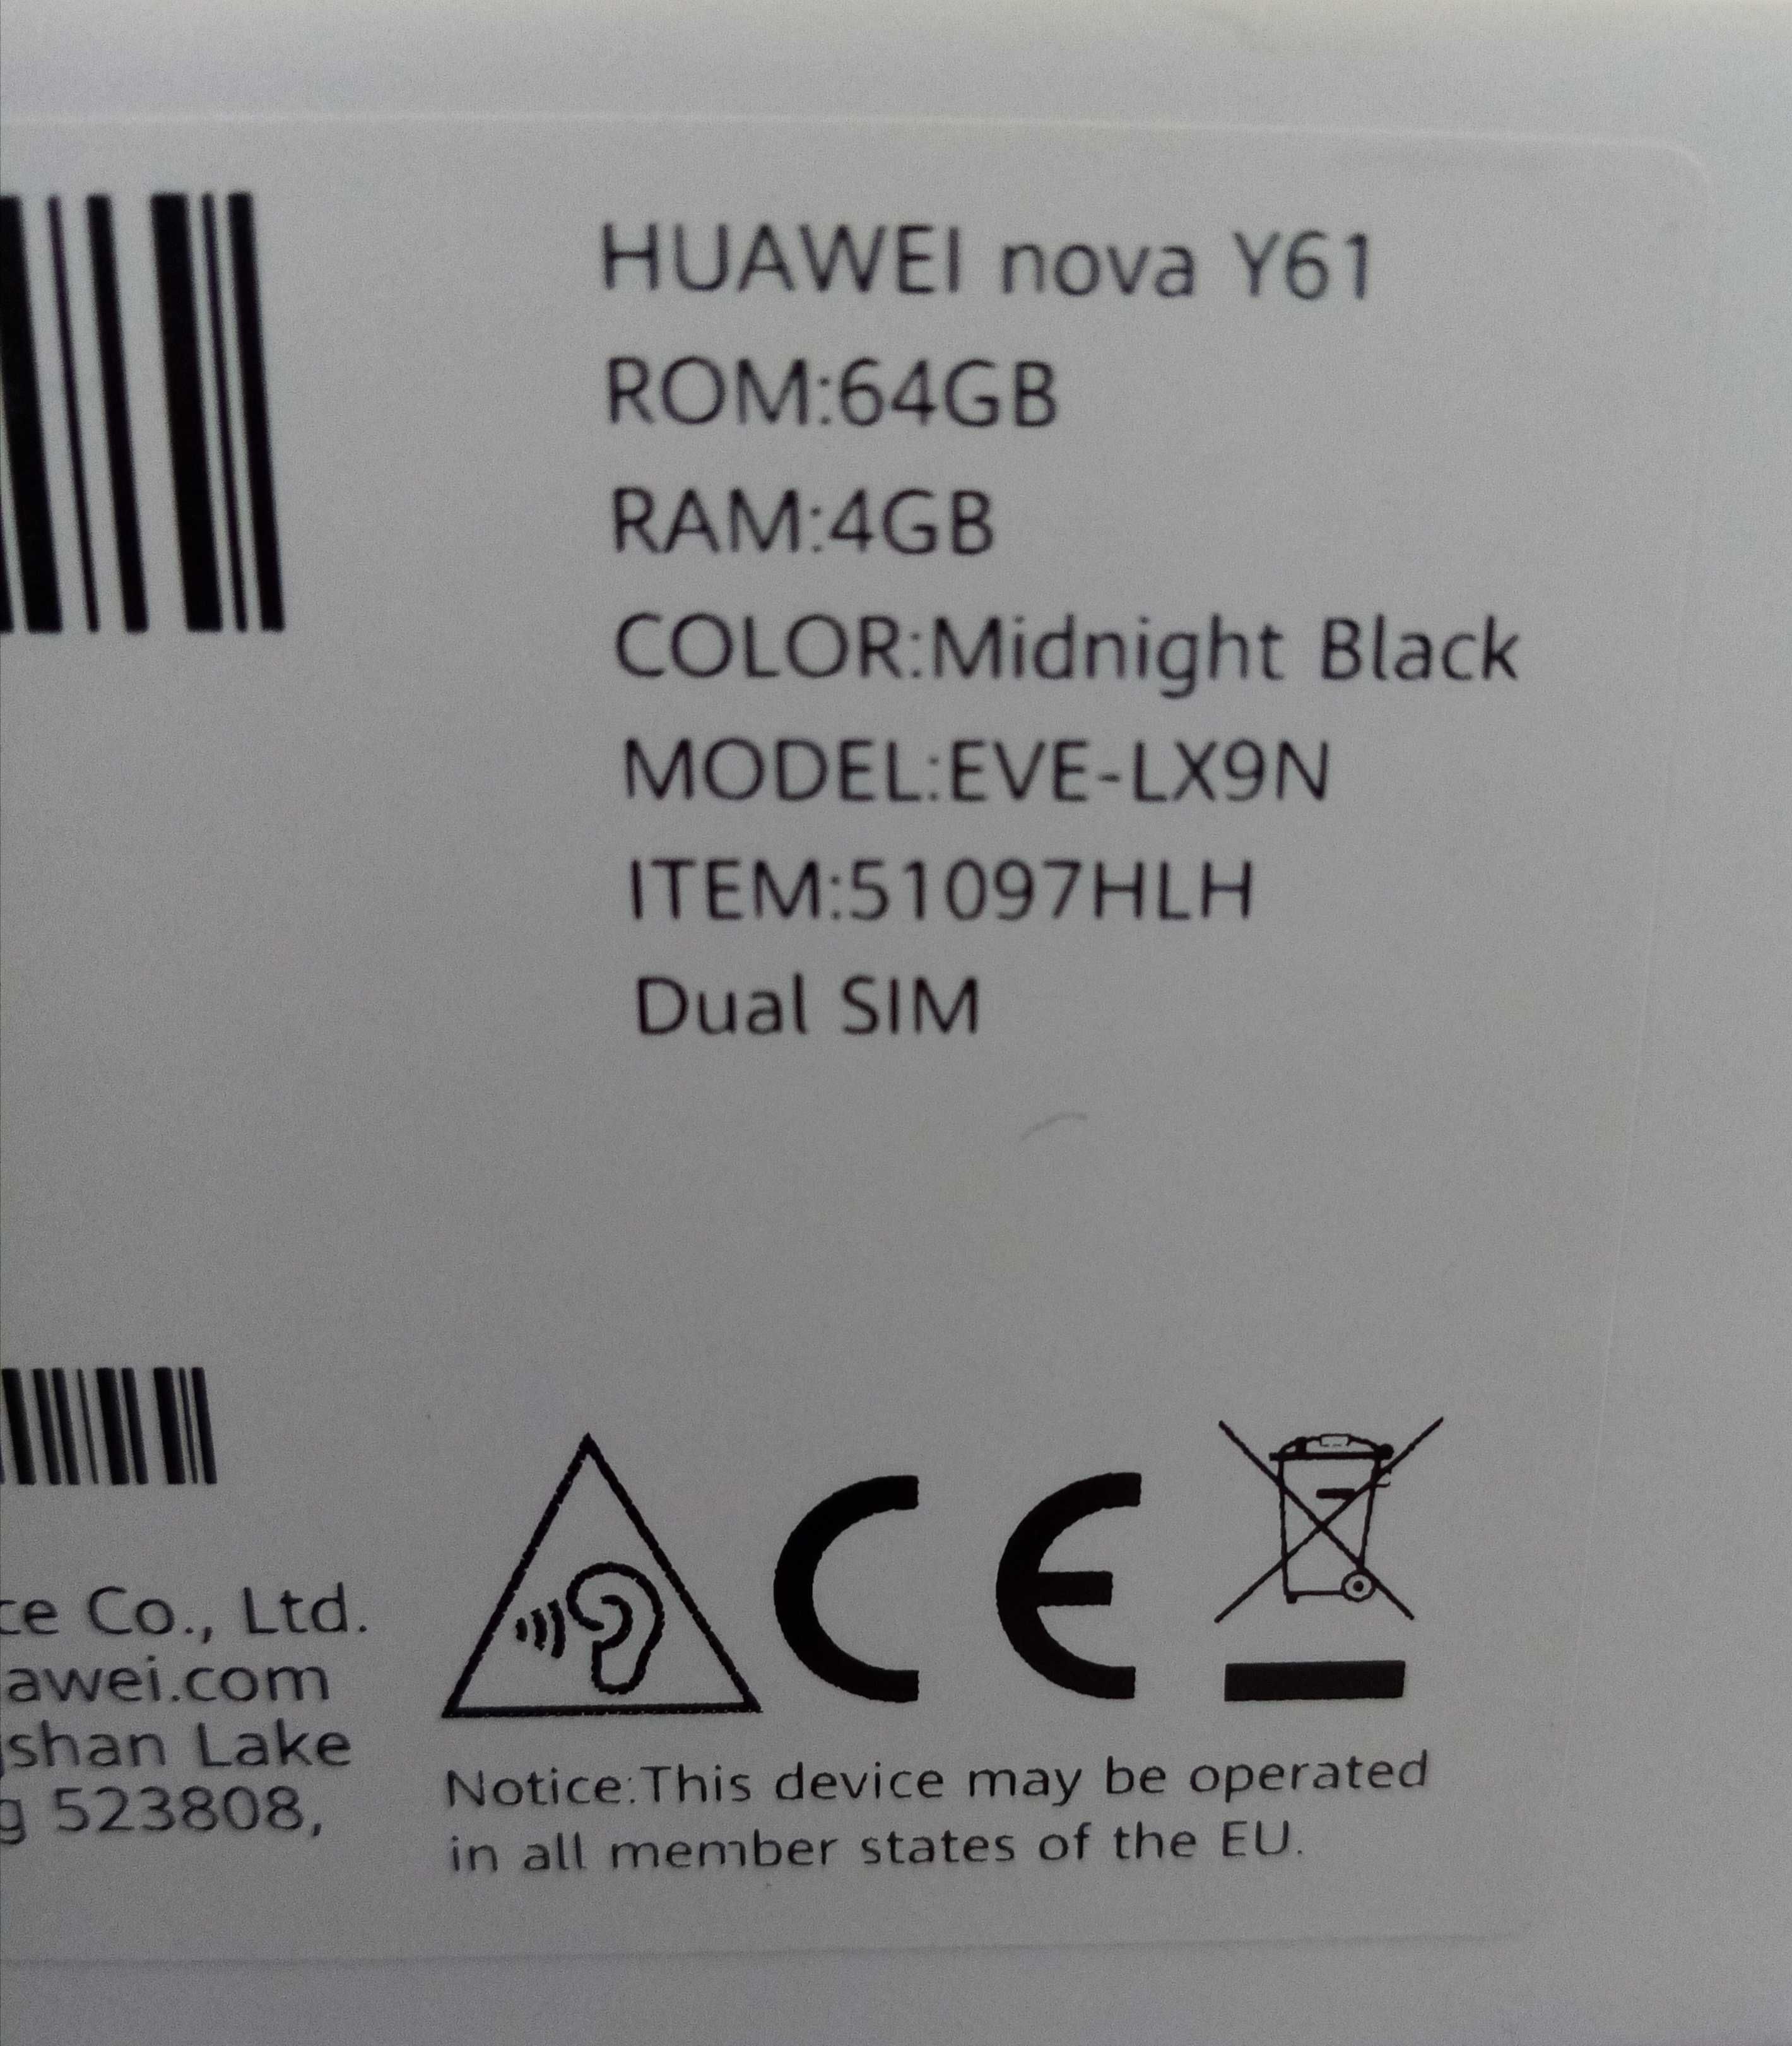 HUAWEI nova Y61
ROM:64GB
RAM:4GB
COLOR:Midnight Black
MODEL:EVE-LX9N
ITEM:51097HLH
Dual SIM
CE
ce Co., Ltd.
awei.com
shan Lake
g 523808,
Notice:This device may be operated
in all member states of the EU.